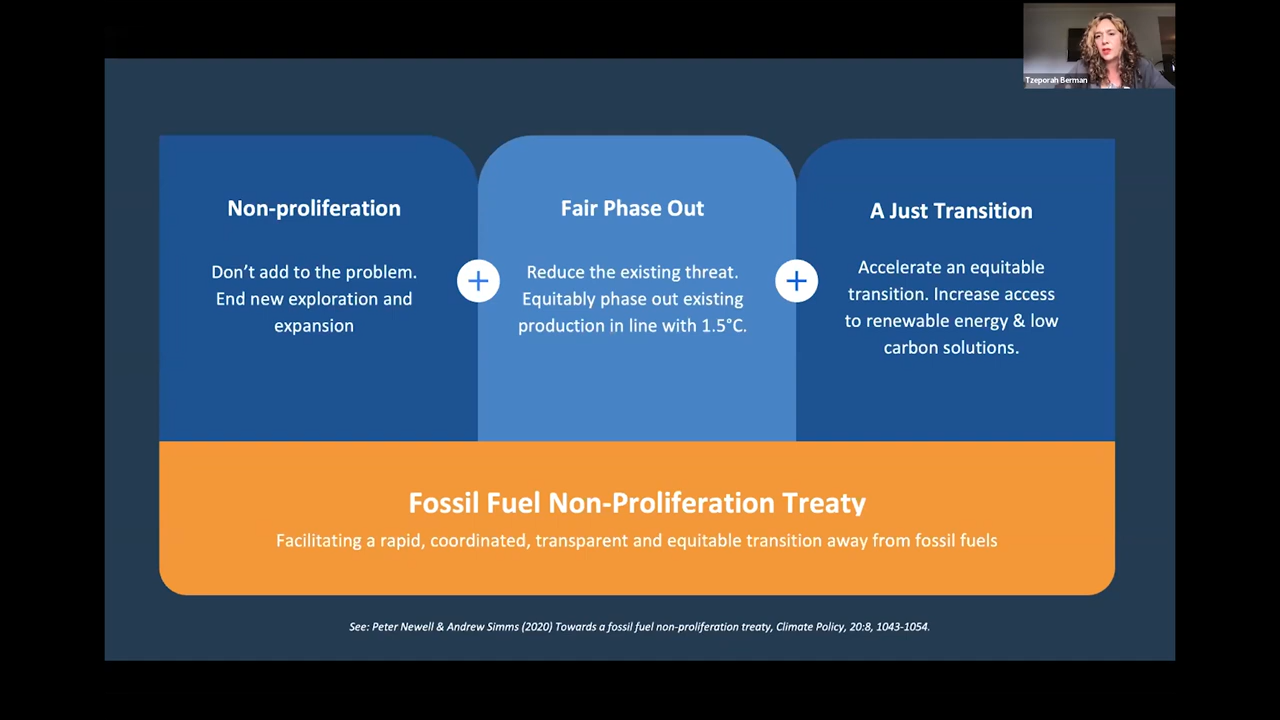 Tzeporah Berman
Non-proliferation
Don’t add to the problem.
End new exploration and
expansion
Fair Phase Out
Reduce the existing threat.
Equitably phase out existing
production in line with 1.5°C.
A Just Transition
Accelerate an equitable
transition. Increase access
to renewable energy & low
carbon solutions.
Fossil Fuel Non-Proliferation Treaty
Facilitating a rapid, coordinated, transparent and equitable transition away from fossil fuels
See: Peter Newell & Andrew Simms (2020) Towards a fossil fuel non-proliferation treaty, Climate Policy, 20:8, 1043-1054.